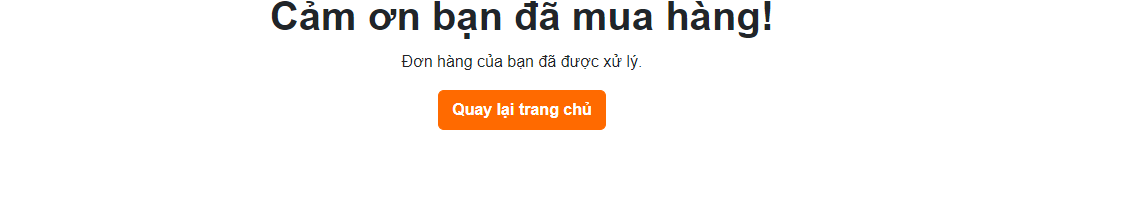 Cảm ơn bạn đã mua hàng!
Đơn hàng của bạn đã được xử lý.
Quay lại trang chủ